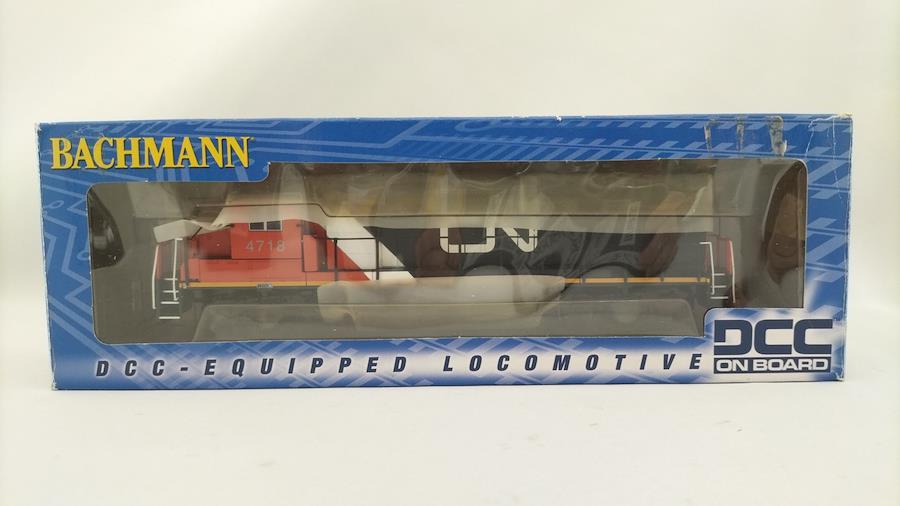 BACHMANN
4718
CN
DCC-EQUIPPED LOCOMOTIVE
DCC
ON BOARD